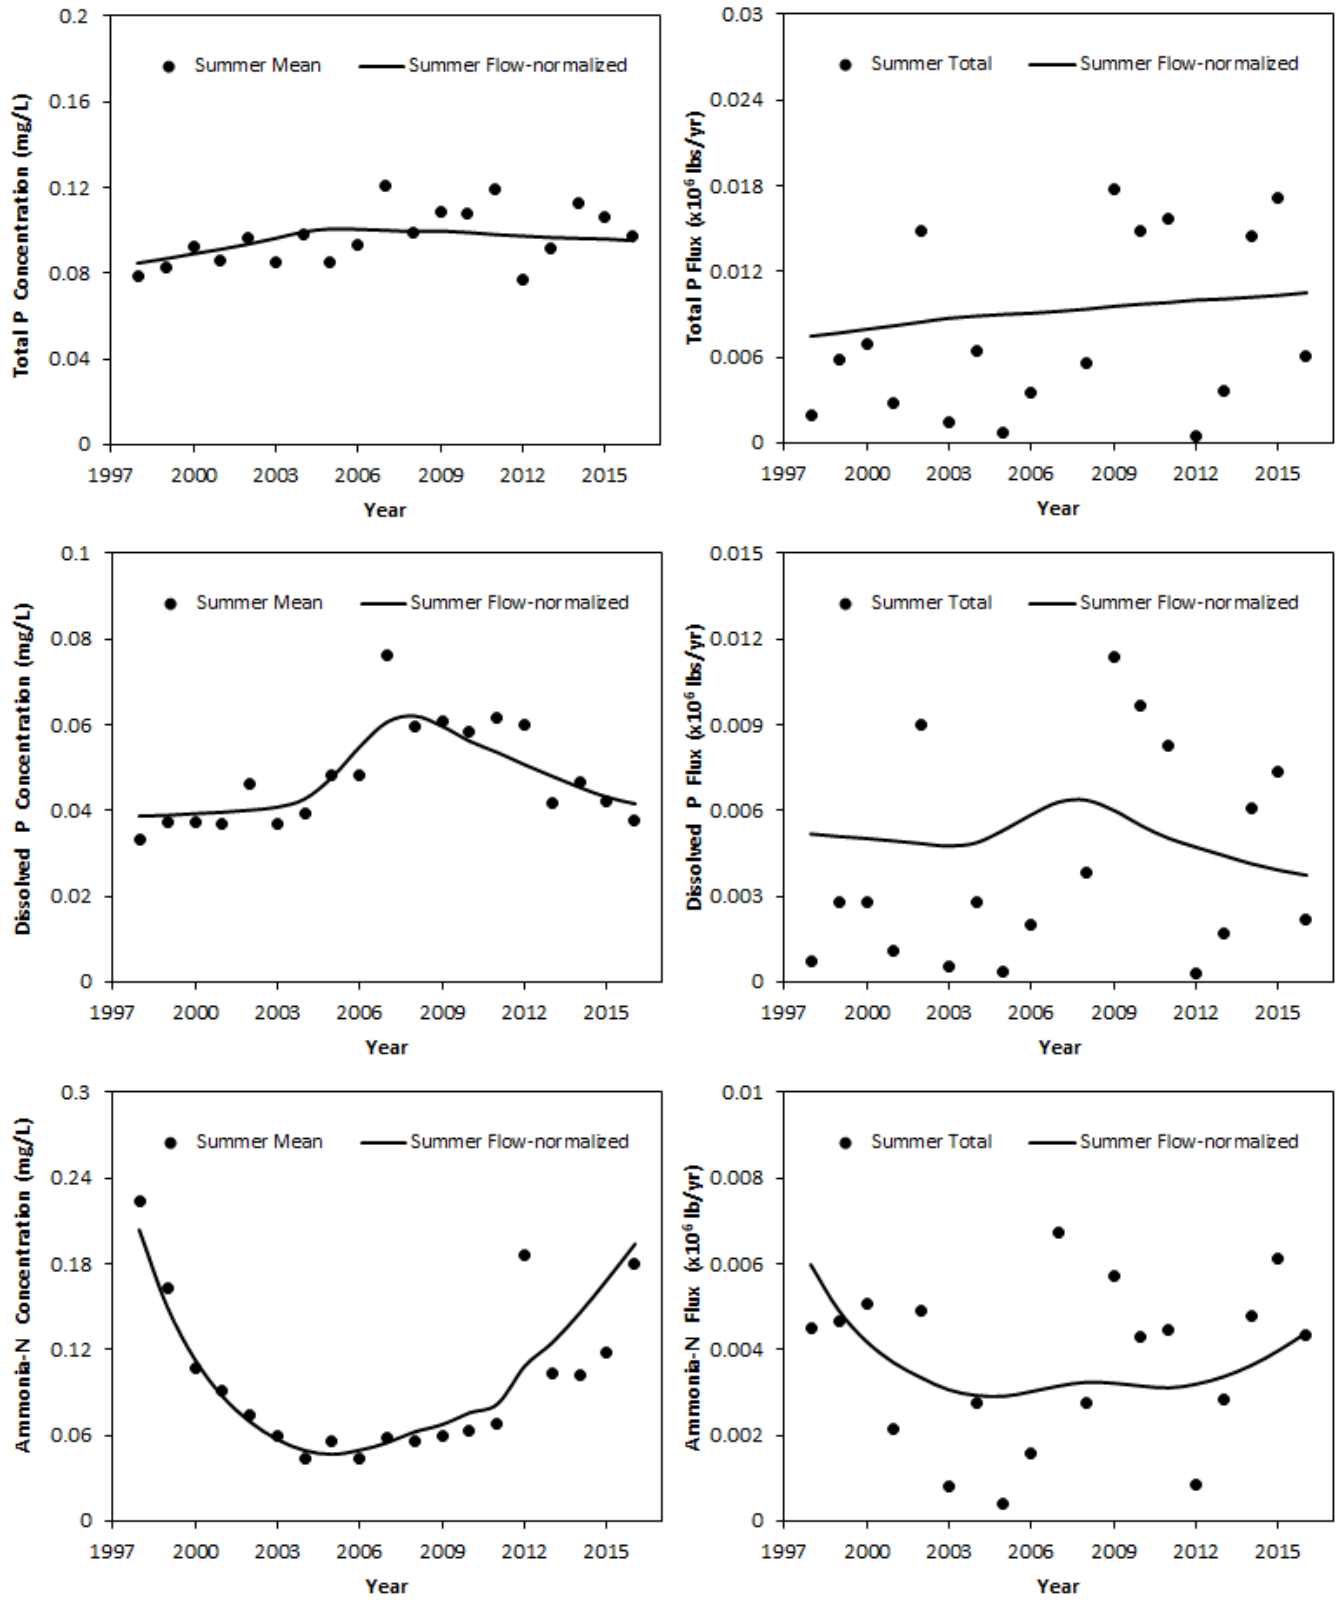 Total P Concentration (mg/L)
0.2
0.16
0.12
0.08
0.04
0
Summer Mean
Summer Flow-normalized
1997 2000 2003 2006 2009 2012 2015
Year
Total P Flux (x10⁶ lbs/yr)
0.03
0.024
0.018
0.012
0.006
0
Summer Total
Summer Flow-normalized
1997 2000 2003 2006 2009 2012 2015
Year
Dissolved P Concentration (mg/L)
0.1
0.08
0.06
0.04
0.02
0
Summer Mean
Summer Flow-normalized
1997 2000 2003 2006 2009 2012 2015
Year
Dissolved P Flux (x10⁶ lbs/yr)
0.015
0.012
0.009
0.006
0.003
0
Summer Total
Summer Flow-normalized
1997 2000 2003 2006 2009 2012 2015
Year
Ammonia-N Concentration (mg/L)
0.3
0.24
0.18
0.12
0.06
0
Summer Mean
Summer Flow-normalized
1997 2000 2003 2006 2009 2012 2015
Year
Ammonia-N Flux (x10⁶ lb/yr)
0.01
0.008
0.006
0.004
0.002
0
Summer Total
Summer Flow-normalized
1997 2000 2003 2006 2009 2012 2015
Year